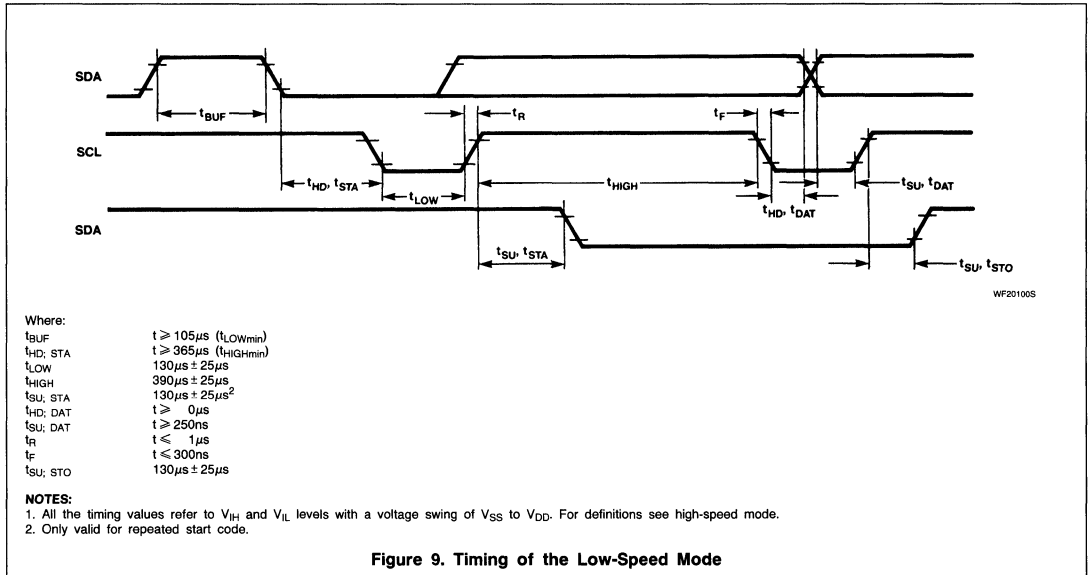 SDA
tBUF
tR
tF
SCL
tHD, tSTA
tLOW
tHIGH
tSU, tDAT
tHD, tDAT
SDA
tSU, tSTA
tSU, tSTO
WF20100S
Where:
tBUF t ⩾ 105μs (tLOWmin)
tHD; STA t ⩾ 365μs (tHIGHmin)
tLOW 130μs ± 25μs
tHIGH 390μs ± 25μs
tSU; STA 130μs ± 25μs²
tHD; DAT t ⩾ 0μs
tSU; DAT t ⩾ 250ns
tR t ⩽ 1μs
tF t ⩽ 300ns
tSU; STO 130μs ± 25μs
NOTES:
1. All the timing values refer to VIH and VIL levels with a voltage swing of VSS to VDD. For definitions see high-speed mode.
2. Only valid for repeated start code.
Figure 9. Timing of the Low-Speed Mode